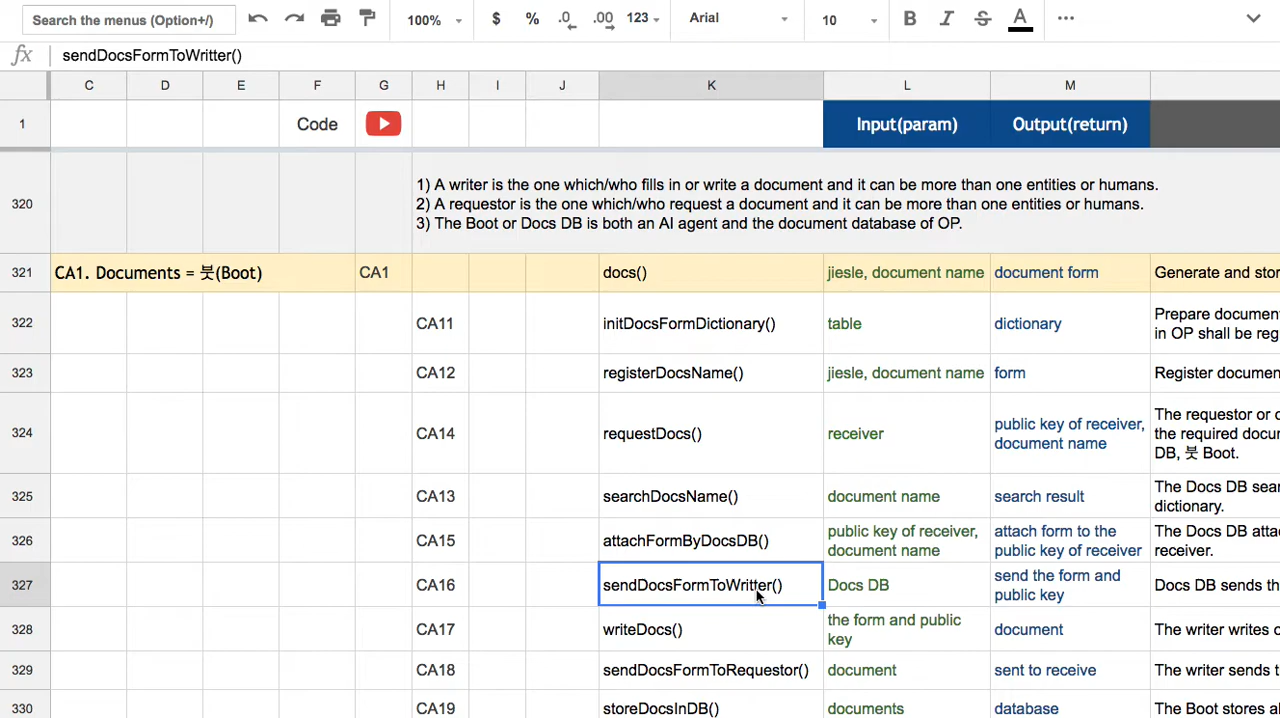 Search the menus (Option+/)
100%
$ % .0 .00 123
Arial
10
B I S A
fx sendDocsFormToWritter()
C D E F G H I J K L M
1 Code Input(param) Output(return)
320
1) A writer is the one which/who fills in or write a document and it can be more than one entities or humans.
2) A requestor is the one which/who request a document and it can be more than one entities or humans.
3) The Boot or Docs DB is both an AI agent and the document database of OP.
321 CA1. Documents = 붓(Boot) CA1 docs() jiesle, document name document form Generate and stor
322 CA11 initDocsFormDictionary() table dictionary Prepare document
in OP shall be reg
323 CA12 registerDocsName() jiesle, document name form Register documen
324 CA14 requestDocs() receiver public key of receiver,
document name
The requestor or
the required docu
DB, 붓 Boot.
325 CA13 searchDocsName() document name search result The Docs DB sear
dictionary.
326 CA15 attachFormByDocsDB() public key of receiver,
document name
attach form to the
public key of receiver
The Docs DB atta
receiver.
327 CA16 sendDocsFormToWritter() Docs DB send the form and
public key
Docs DB sends th
328 CA17 writeDocs() the form and public
key
document The writer writes
329 CA18 sendDocsFormToRequestor() document sent to receive The writer sends t
330 CA19 storeDocsInDB() documents database The Boot stores a